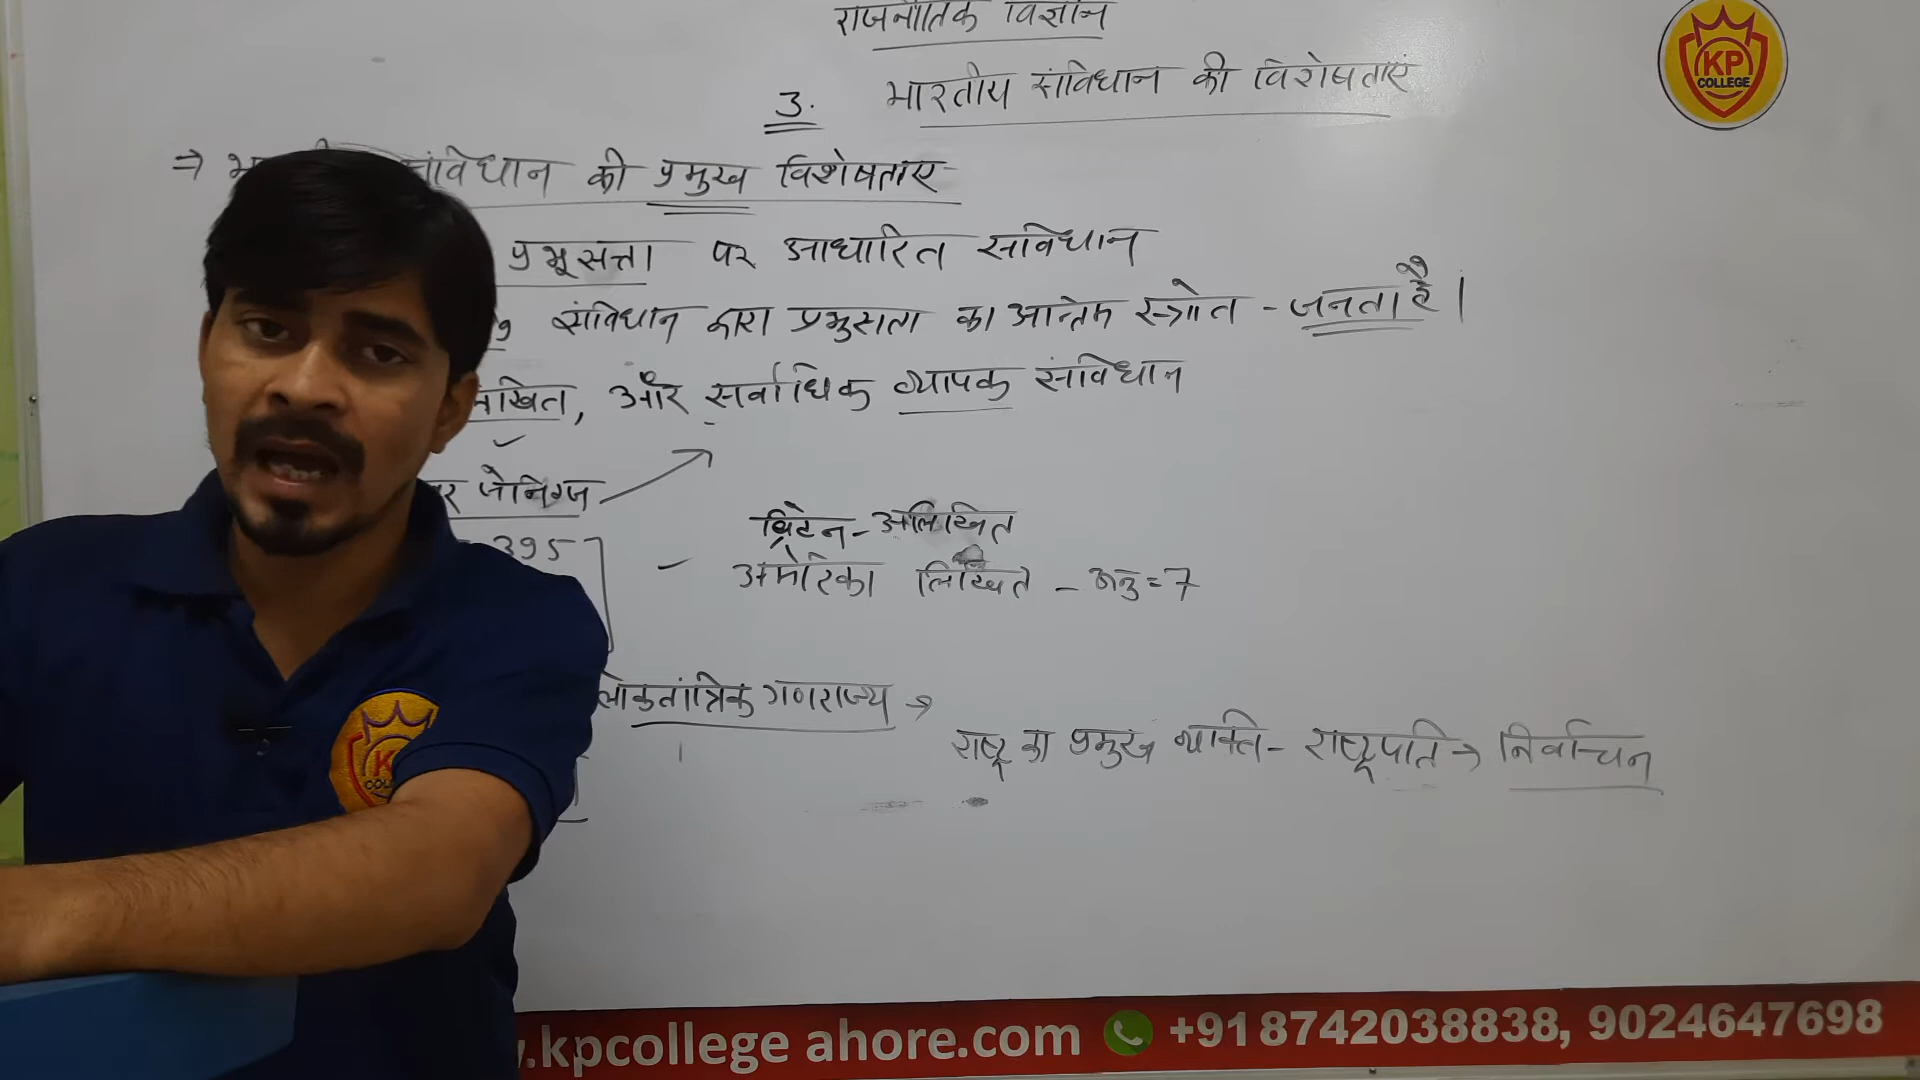 राजनीतिक विज्ञान
3. भारतीय संविधान की विशेषताएं
KP
COLLEGE
⇒ संविधान की प्रमुख विशेषताए
प्रभूसत्ता पर आधारित संविधान
संविधान द्वारा प्रभुसता का अन्तिम स्त्रोत - जनता है।
और सर्वाधिक व्यापक संविधान
जेनिंग्ज
395
ब्रिटेन - अलिखित
अमेरिका लिखित - अनु = 7
लोकतांत्रिक गणराज्य →
राष्ट्र का प्रमुख व्यक्ति - राष्ट्रपति → निर्वाचन
.kpcollege ahore.com +91 8742038838, 9024647698